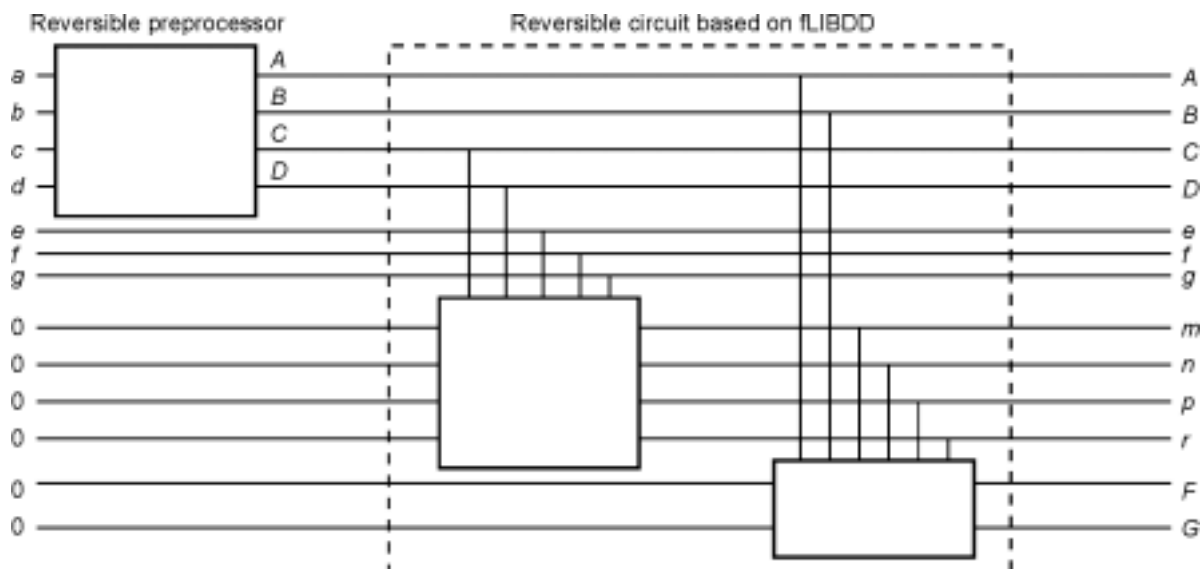 Reversible preprocessor
Reversible circuit based on fLIBDD
a A A
b B B
c C C
d D D
e e
f f
g g
0 m
0 n
0 p
0 r
0 F
0 G